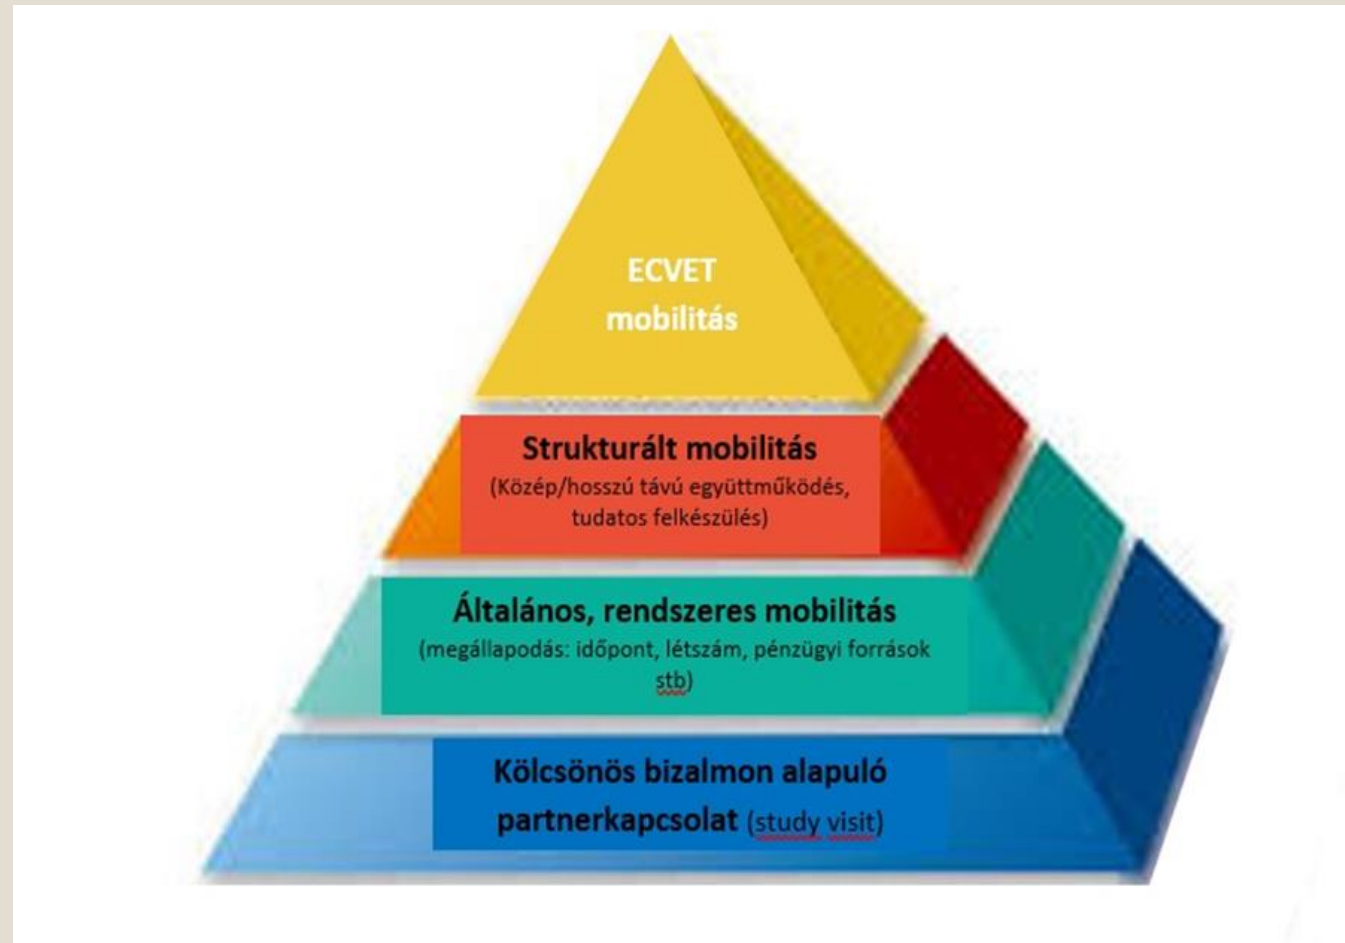 ECVET
mobilitás
Strukturált mobilitás
(Közép/hosszú távú együttműködés,
tudatos felkészülés)
Általános, rendszeres mobilitás
(megállapodás: időpont, létszám, pénzügyi források
stb)
Kölcsönös bizalmon alapuló
partnerkapcsolat (study visit)